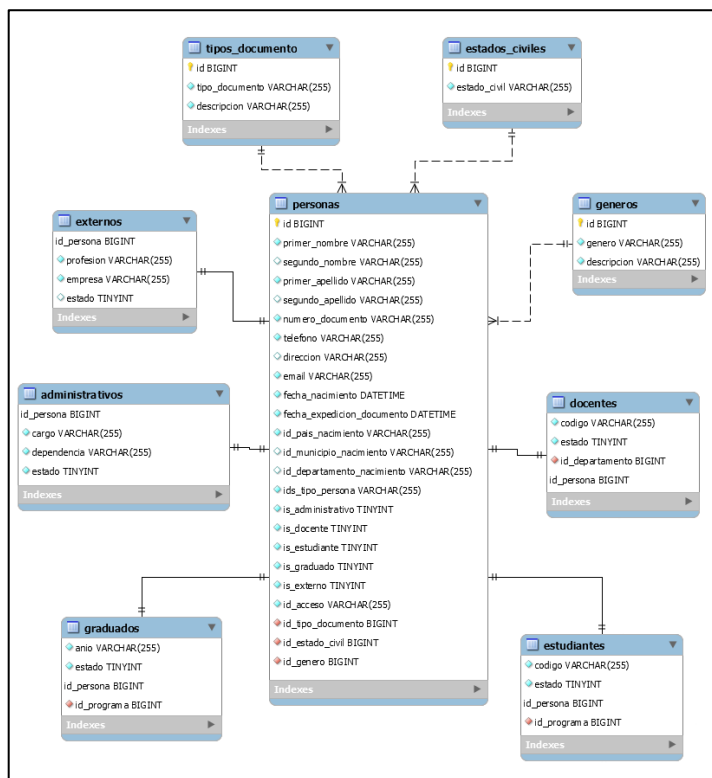 tipos_documento
id BIGINT
tipo_documento VARCHAR(255)
descripcion VARCHAR(255)
Indexes
estados_civiles
id BIGINT
estado_civil VARCHAR(255)
Indexes
externos
id_persona BIGINT
profesion VARCHAR(255)
empresa VARCHAR(255)
estado TINYINT
Indexes
personas
id BIGINT
primer_nombre VARCHAR(255)
segundo_nombre VARCHAR(255)
primer_apellido VARCHAR(255)
segundo_apellido VARCHAR(255)
numero_documento VARCHAR(255)
telefono VARCHAR(255)
direccion VARCHAR(255)
email VARCHAR(255)
fecha_nacimiento DATETIME
fecha_expedicion_documento DATETIME
id_pais_nacimiento VARCHAR(255)
id_municipio_nacimiento VARCHAR(255)
id_departamento_nacimiento VARCHAR(255)
ids_tipo_persona VARCHAR(255)
is_administrativo TINYINT
is_docente TINYINT
is_estudiante TINYINT
is_graduado TINYINT
is_externo TINYINT
id_acceso VARCHAR(255)
id_tipo_documento BIGINT
id_estado_civil BIGINT
id_genero BIGINT
Indexes
generos
id BIGINT
genero VARCHAR(255)
descripcion VARCHAR(255)
Indexes
administrativos
id_persona BIGINT
cargo VARCHAR(255)
dependencia VARCHAR(255)
estado TINYINT
Indexes
docentes
codigo VARCHAR(255)
estado TINYINT
id_departamento BIGINT
id_persona BIGINT
Indexes
graduados
anio VARCHAR(255)
estado TINYINT
id_persona BIGINT
id_programa BIGINT
Indexes
estudiantes
codigo VARCHAR(255)
estado TINYINT
id_persona BIGINT
id_programa BIGINT
Indexes